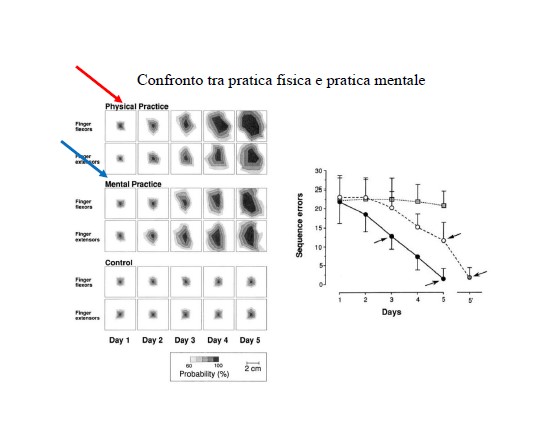 Confronto tra pratica fisica e pratica mentale
Physical Practice
Finger
flexors
Finger
extensors
Mental Practice
Finger
flexors
Finger
extensors
Control
Finger
flexors
Finger
extensors
Day 1 Day 2 Day 3 Day 4 Day 5
60 100
Probability (%)
2 cm
Sequence errors
30
25
20
15
10
5
0
1 2 3 4 5 5'
Days